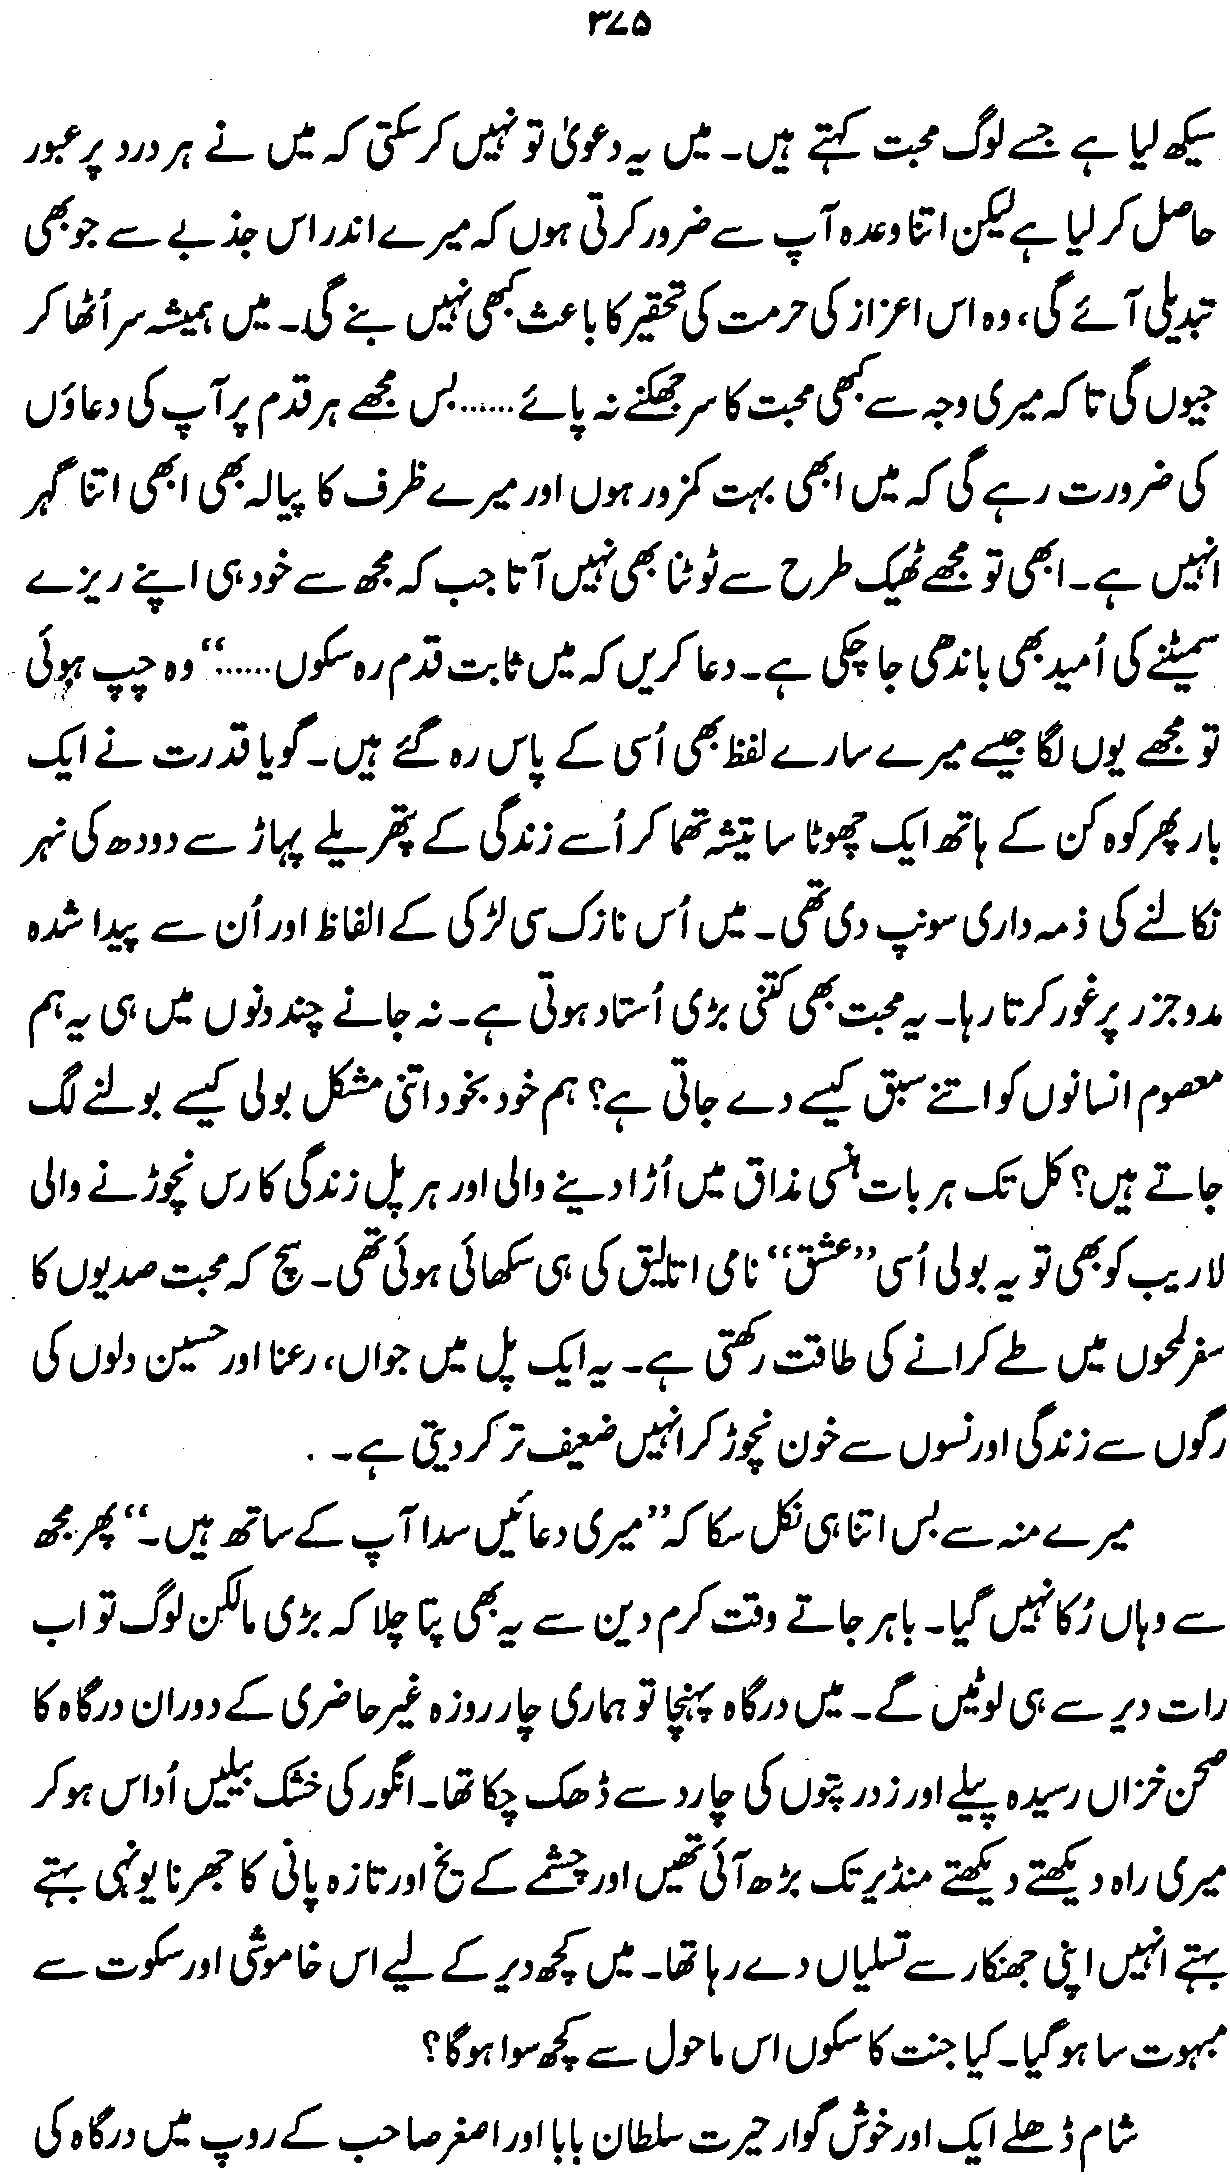 ۳۷۵
سیکھ لیا ہے جسے لوگ محبت کہتے ہیں۔ میں یہ دعویٰ تو نہیں کر سکتی کہ میں نے ہر درد پر عبور
حاصل کر لیا ہے لیکن اتنا وعدہ آپ سے ضرور کرتی ہوں کہ میرے اندر اس جذبے سے جو بھی
تبدیلی آئے گی، وہ اس اعزاز کی حرمت کی تحقیر کا باعث کبھی نہیں بنے گی۔ میں ہمیشہ سر اُٹھا کر
جیوں گی تا کہ میری وجہ سے کبھی محبت کا سر جھکنے نہ پائے...... بس مجھے ہر قدم پر آپ کی دعاؤں
کی ضرورت رہے گی کہ میں ابھی بہت کمزور ہوں اور میرے ظرف کا پیالہ بھی ابھی اتنا گہر
انہیں ہے۔ ابھی تو مجھے ٹھیک طرح سے ٹوٹنا بھی نہیں آتا جب کہ مجھ سے خود ہی اپنے ریزے
سمیٹنے کی اُمید بھی باندھی جا چکی ہے۔ دعا کریں کہ میں ثابت قدم رہ سکوں......‘‘ وہ چپ ہوئی
تو مجھے یوں لگا جیسے میرے سارے لفظ بھی اُسی کے پاس رہ گئے ہیں۔ گویا قدرت نے ایک
بار پھر کوہ کن کے ہاتھ ایک چھوٹا سا تیشہ تھما کر اُسے زندگی کے پتھریلے پہاڑ سے دودھ کی نہر
نکالنے کی ذمہ داری سونپ دی تھی۔ میں اُس نازک سی لڑکی کے الفاظ اور اُن سے پیدا شدہ
مدوجزر پر غور کرتا رہا۔ یہ محبت بھی کتنی بڑی اُستاد ہوتی ہے۔ نہ جانے چند دنوں میں ہی یہ ہم
معصوم انسانوں کو اتنے سبق کیسے دے جاتی ہے؟ ہم خود بخود اتنی مشکل بولی کیسے بولنے لگ
جاتے ہیں؟ کل تک ہر بات ہنسی مذاق میں اُڑا دینے والی اور ہر پل زندگی کا رس نچوڑنے والی
لاریب کو بھی تو یہ بولی اُسی ’’عشق‘‘ نامی اتالیق کی ہی سکھائی ہوئی تھی۔ سچ کہ محبت صدیوں کا
سفر لمحوں میں طے کرانے کی طاقت رکھتی ہے۔ یہ ایک پل میں جواں، رعنا اور حسین دلوں کی
رگوں سے زندگی اور نسوں سے خون نچوڑ کر انہیں ضعیف تر کر دیتی ہے۔
میرے منہ سے بس اتنا ہی نکل سکا کہ ’’میری دعائیں سدا آپ کے ساتھ ہیں۔‘‘ پھر مجھ
سے وہاں رُکا نہیں گیا۔ باہر جاتے وقت کرم دین سے یہ بھی پتا چلا کہ بڑی مالکن لوگ تو اب
رات دیر سے ہی لوٹیں گے۔ میں درگاہ پہنچا تو ہماری چار روزہ غیر حاضری کے دوران درگاہ کا
صحن خزاں رسیدہ پیلے اور زدر پتوں کی چارد سے ڈھک چکا تھا۔ انگور کی خشک بیلیں اُداس ہو کر
میری راہ دیکھتے دیکھتے منڈیر تک بڑھ آئی تھیں اور چشمے کے یخ اور تازہ پانی کا جھرنا یونہی بہتے
بہتے انہیں اپنی جھنکار سے تسلیاں دے رہا تھا۔ میں کچھ دیر کے لیے اس خاموشی اور سکوت سے
مبہوت سا ہو گیا۔ کیا جنت کا سکوں اس ماحول سے کچھ سوا ہو گا؟
شام ڈھلے ایک اور خوش گوار حیرت سلطان بابا اور اصغر صاحب کے روپ میں درگاہ کی